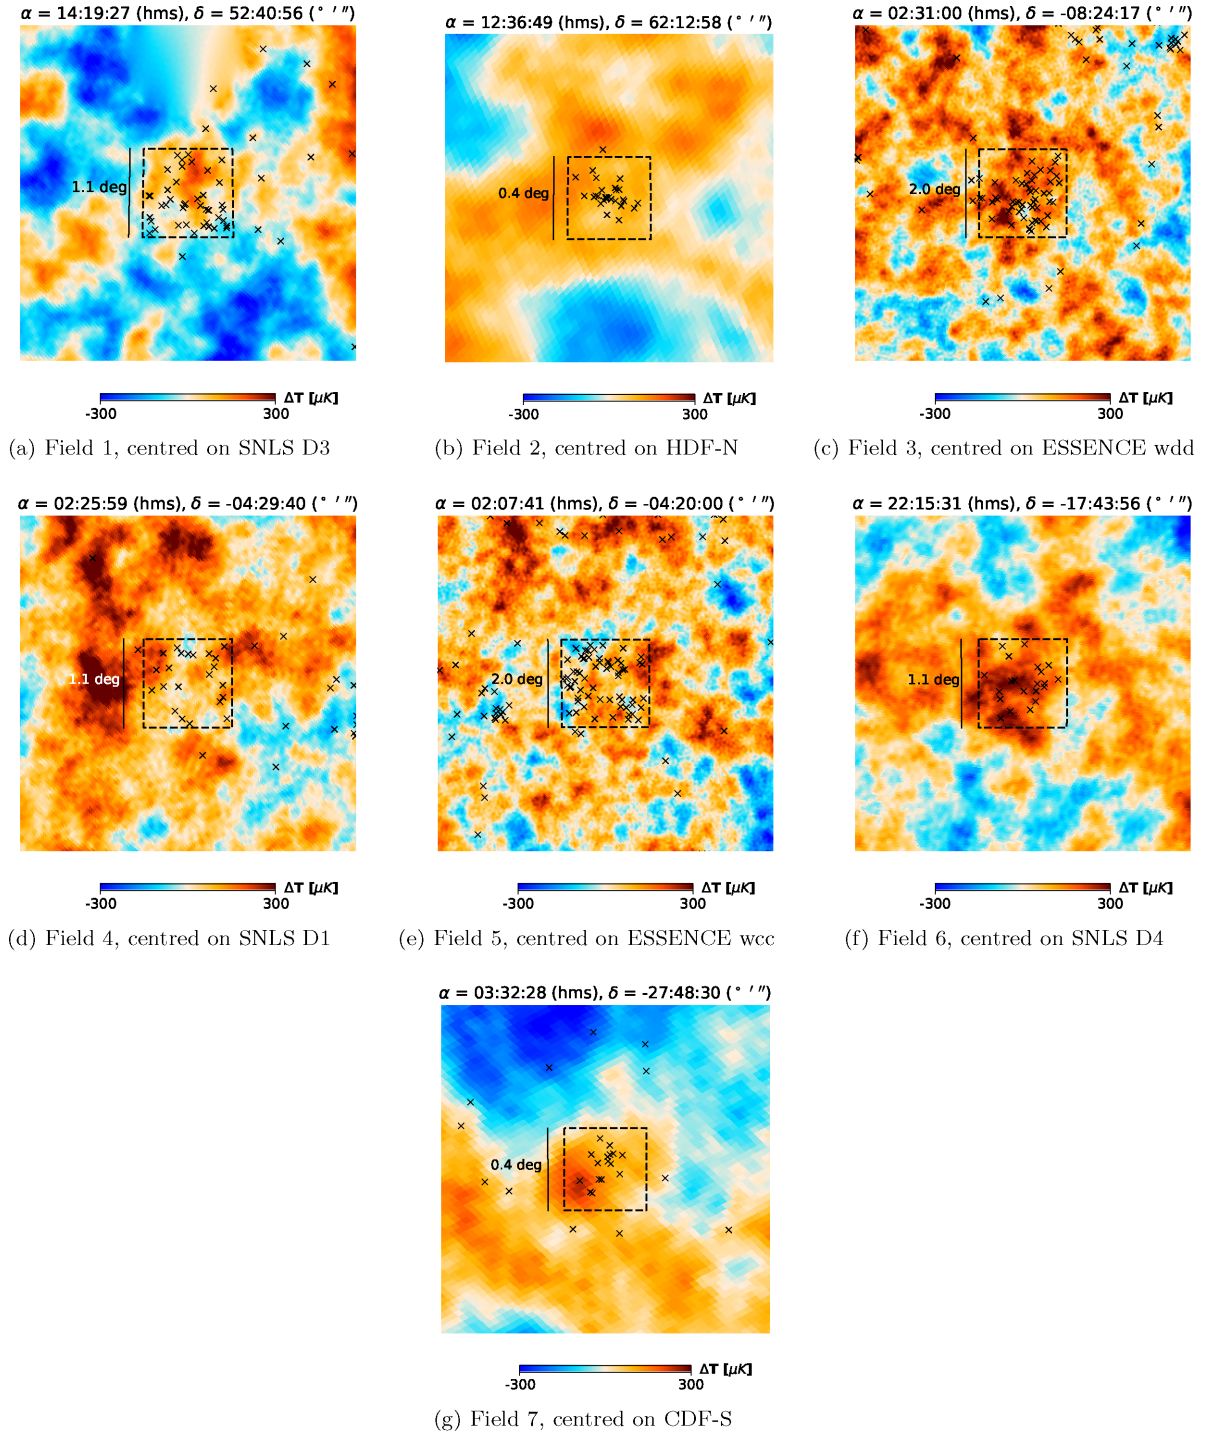 α = 14:19:27 (hms), δ = 52:40:56 (° ′ ″)
1.1 deg
ΔT [μK]
-300 300
(a) Field 1, centred on SNLS D3
α = 12:36:49 (hms), δ = 62:12:58 (° ′ ″)
0.4 deg
ΔT [μK]
-300 300
(b) Field 2, centred on HDF-N
α = 02:31:00 (hms), δ = -08:24:17 (° ′ ″)
2.0 deg
ΔT [μK]
-300 300
(c) Field 3, centred on ESSENCE wdd
α = 02:25:59 (hms), δ = -04:29:40 (° ′ ″)
1.1 deg
ΔT [μK]
-300 300
(d) Field 4, centred on SNLS D1
α = 02:07:41 (hms), δ = -04:20:00 (° ′ ″)
2.0 deg
ΔT [μK]
-300 300
(e) Field 5, centred on ESSENCE wcc
α = 22:15:31 (hms), δ = -17:43:56 (° ′ ″)
1.1 deg
ΔT [μK]
-300 300
(f) Field 6, centred on SNLS D4
α = 03:32:28 (hms), δ = -27:48:30 (° ′ ″)
0.4 deg
ΔT [μK]
-300 300
(g) Field 7, centred on CDF-S